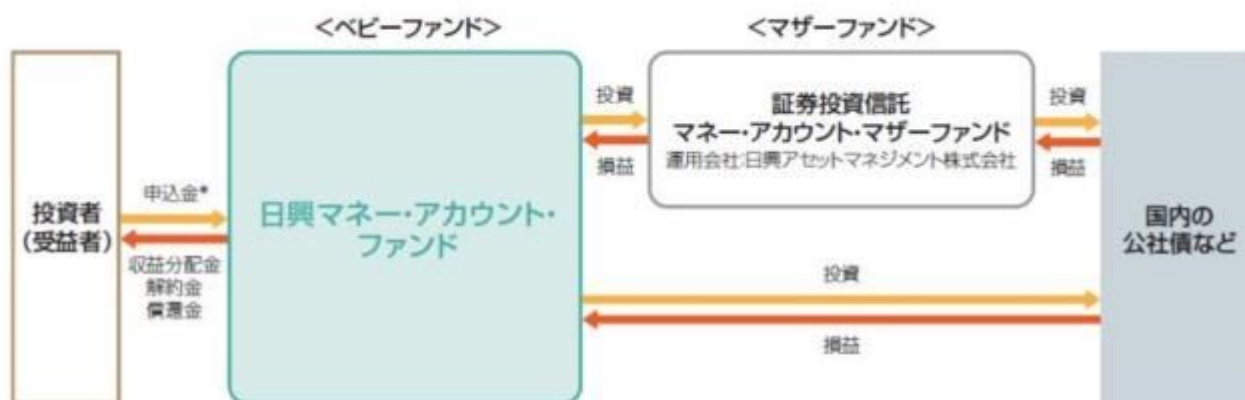 <ベビーファンド>
<マザーファンド>
投資者
(受益者)
申込金*
収益分配金
解約金
償還金
日興マネー・アカウント・
ファンド
投資
損益
証券投資信託
マネー・アカウント・マザーファンド
運用会社:日興アセットマネジメント株式会社
投資
損益
投資
損益
国内の
公社債など